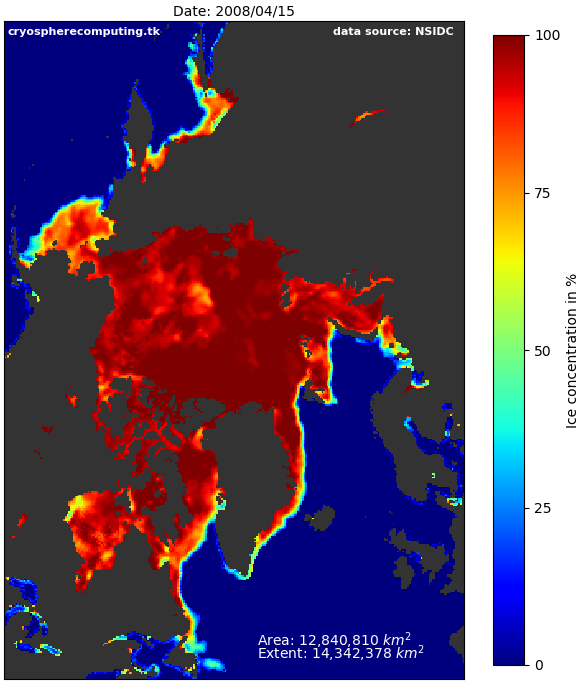 Date: 2008/04/15
cryospherecomputing.tk
data source: NSIDC
100
75
50
25
0
Ice concentration in %
Area: 12,840,810 km²
Extent: 14,342,378 km²